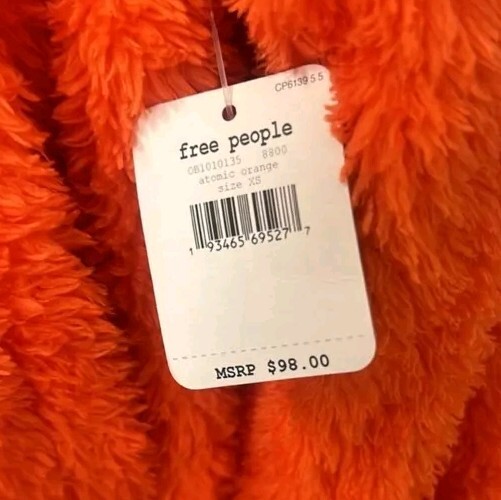 CP6139 5 5
free people
OB1010135 8800
atomic orange
size XS
1 93465 69527 7
MSRP $98.00